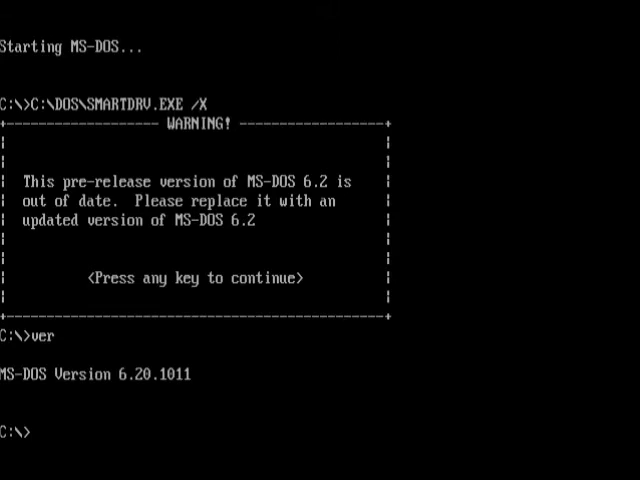 Starting MS-DOS...
C:\>C:\DOS\SMARTDRV.EXE /X
WARNING!
This pre-release version of MS-DOS 6.2 is
out of date.  Please replace it with an
updated version of MS-DOS 6.2
<Press any key to continue>
C:\>ver
MS-DOS Version 6.20.1011
C:\>